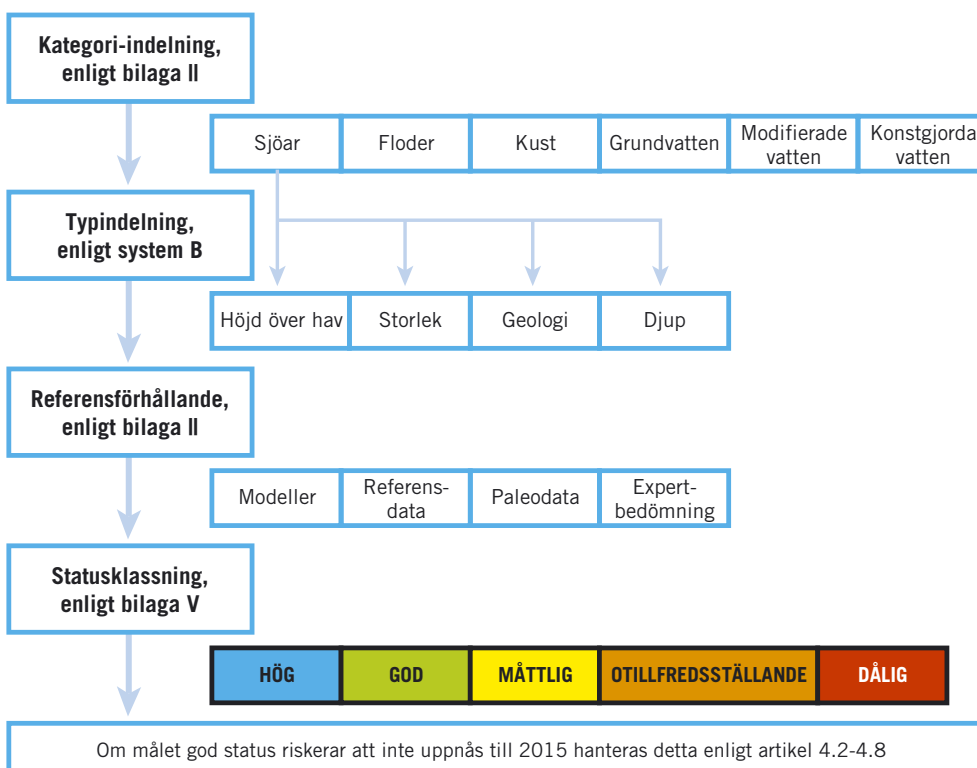 Kategori-indelning,
enligt bilaga II
Sjöar
Floder
Kust
Grundvatten
Modifierade
vatten
Konstgjorda
vatten
Typindelning,
enligt system B
Höjd över hav
Storlek
Geologi
Djup
Referensförhållande,
enligt bilaga II
Modeller
Referens-
data
Paleodata
Expert-
bedömning
Statusklassning,
enligt bilaga V
HÖG
GOD
MÅTTLIG
OTILLFREDSSTÄLLANDE
DÅLIG
Om målet god status riskerar att inte uppnås till 2015 hanteras detta enligt artikel 4.2-4.8